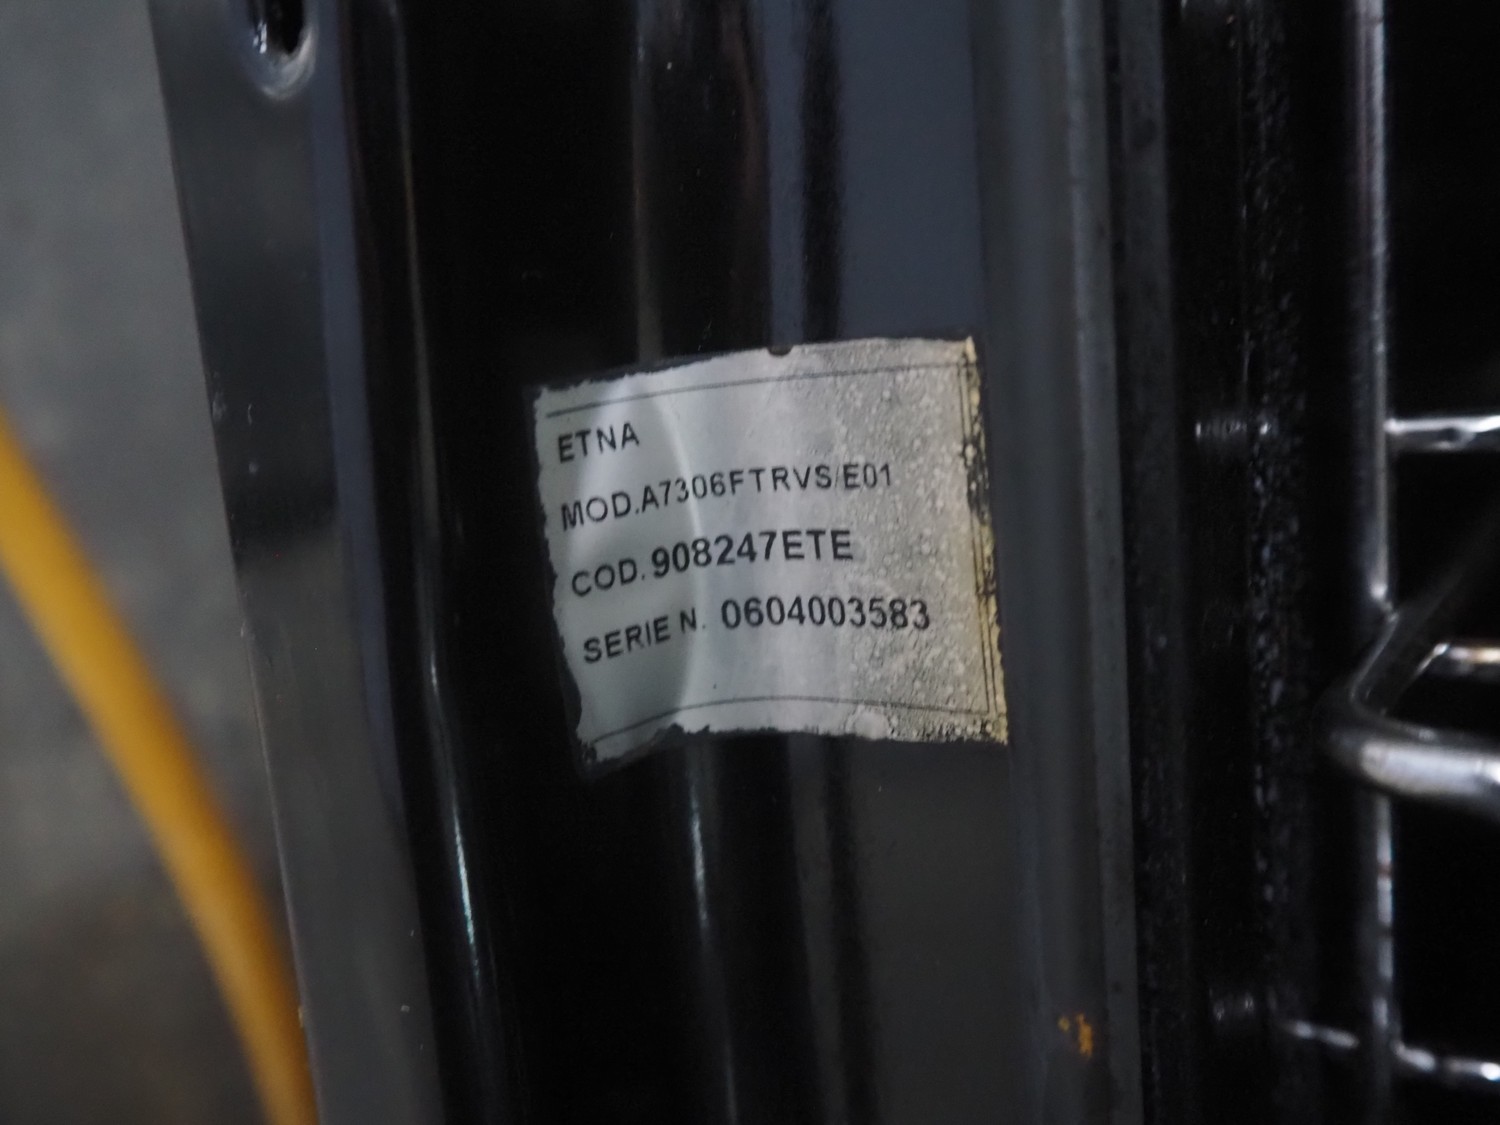 ETNA
MOD.A7306FTRVS/E01
COD.908247ETE
SERIE N. 0604003583